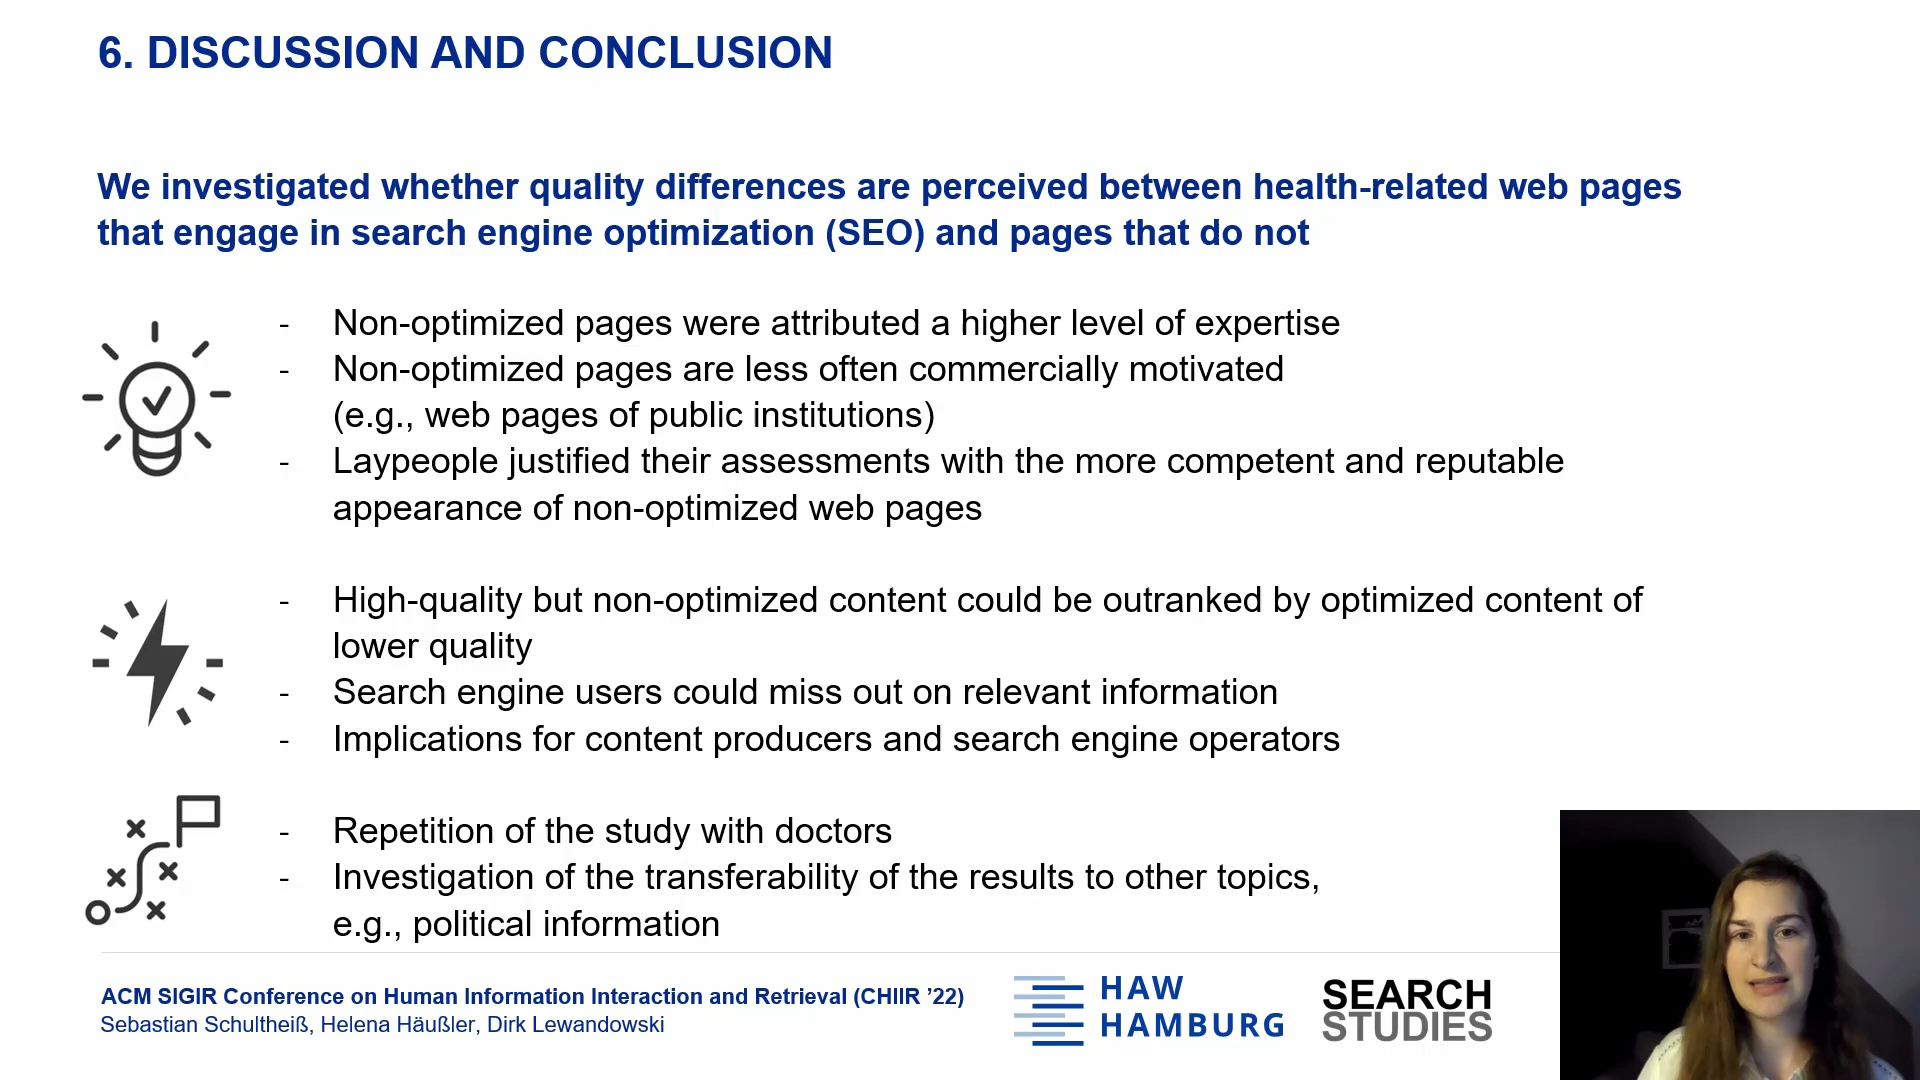 6. DISCUSSION AND CONCLUSION
We investigated whether quality differences are perceived between health-related web pages
that engage in search engine optimization (SEO) and pages that do not
- Non-optimized pages were attributed a higher level of expertise
- Non-optimized pages are less often commercially motivated
(e.g., web pages of public institutions)
- Laypeople justified their assessments with the more competent and reputable
appearance of non-optimized web pages
- High-quality but non-optimized content could be outranked by optimized content of
lower quality
- Search engine users could miss out on relevant information
- Implications for content producers and search engine operators
- Repetition of the study with doctors
- Investigation of the transferability of the results to other topics,
e.g., political information
ACM SIGIR Conference on Human Information Interaction and Retrieval (CHIIR ’22)
Sebastian Schultheiß, Helena Häußler, Dirk Lewandowski
HAW
HAMBURG
SEARCH
STUDIES